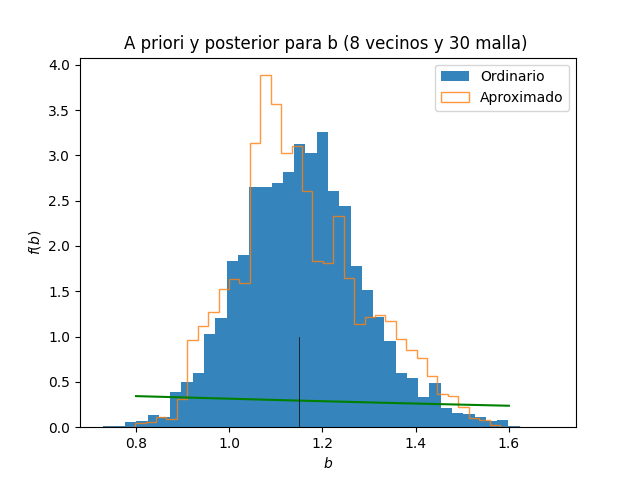 A priori y posterior para b (8 vecinos y 30 malla)
Ordinario
Aproximado
f(b)
4.0
3.5
3.0
2.5
2.0
1.5
1.0
0.5
0.0
0.8 1.0 1.2 1.4 1.6
b